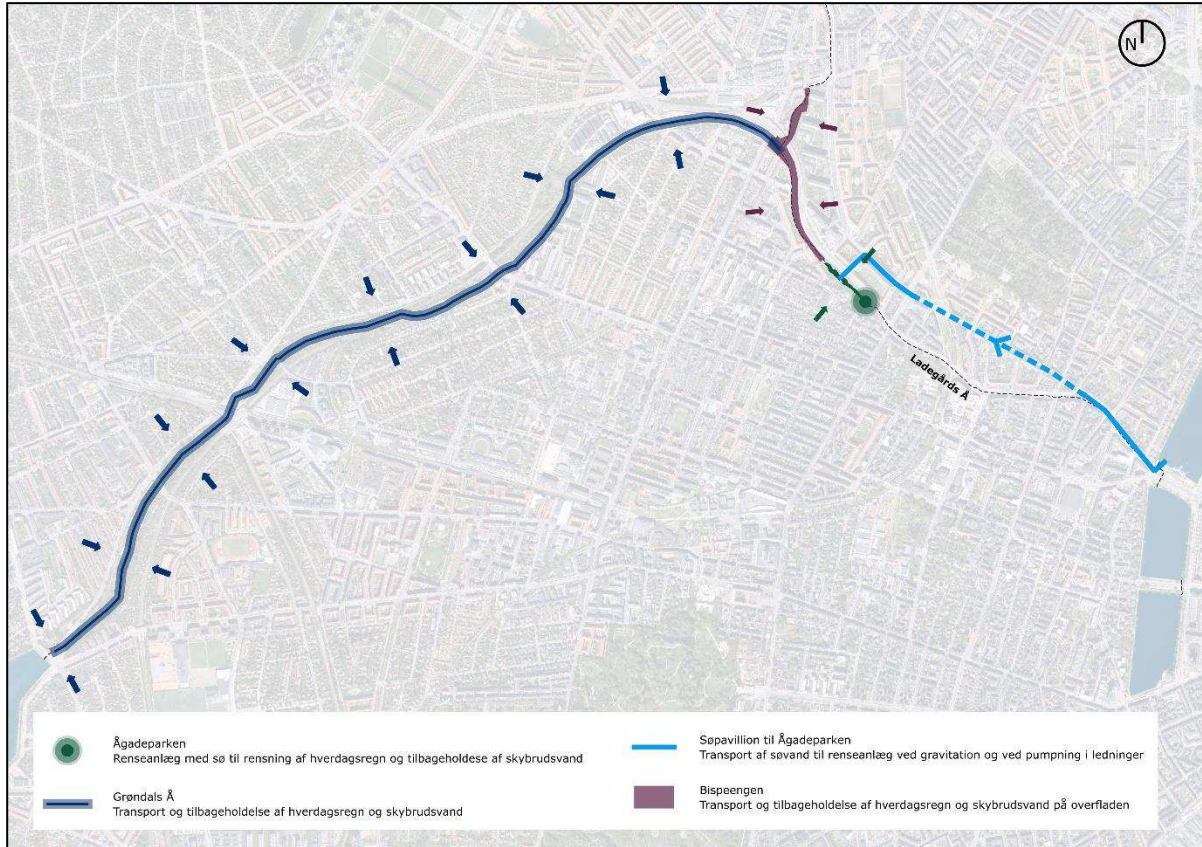 N
Ladegårds Å
Ågadeparken
Renseanlæg med sø til rensning af hverdagsregn og tilbageholdese af skybrudsvand
Grøndals Å
Transport og tilbageholdelse af hverdagsregn og skybrudsvand
Søpavillion til Ågadeparken
Transport af søvand til renseanlæg ved gravitation og ved pumpning i ledninger
Bispeengen
Transport og tilbageholdelse af hverdagsregn og skybrudsvand på overfladen